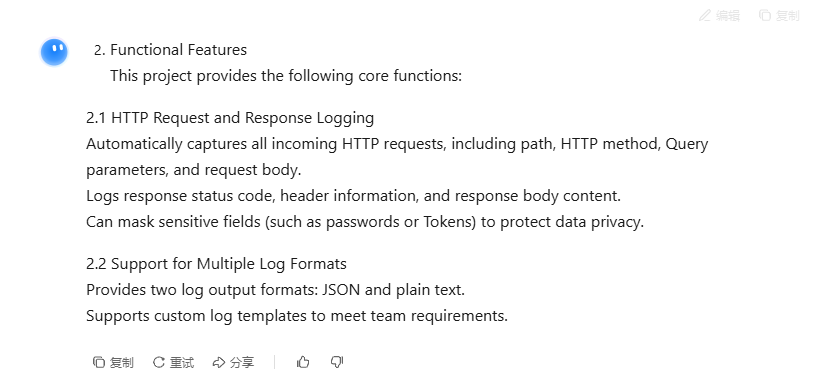 编辑 复制
2. Functional Features
This project provides the following core functions:
2.1 HTTP Request and Response Logging
Automatically captures all incoming HTTP requests, including path, HTTP method, Query
parameters, and request body.
Logs response status code, header information, and response body content.
Can mask sensitive fields (such as passwords or Tokens) to protect data privacy.
2.2 Support for Multiple Log Formats
Provides two log output formats: JSON and plain text.
Supports custom log templates to meet team requirements.
复制 重试 分享